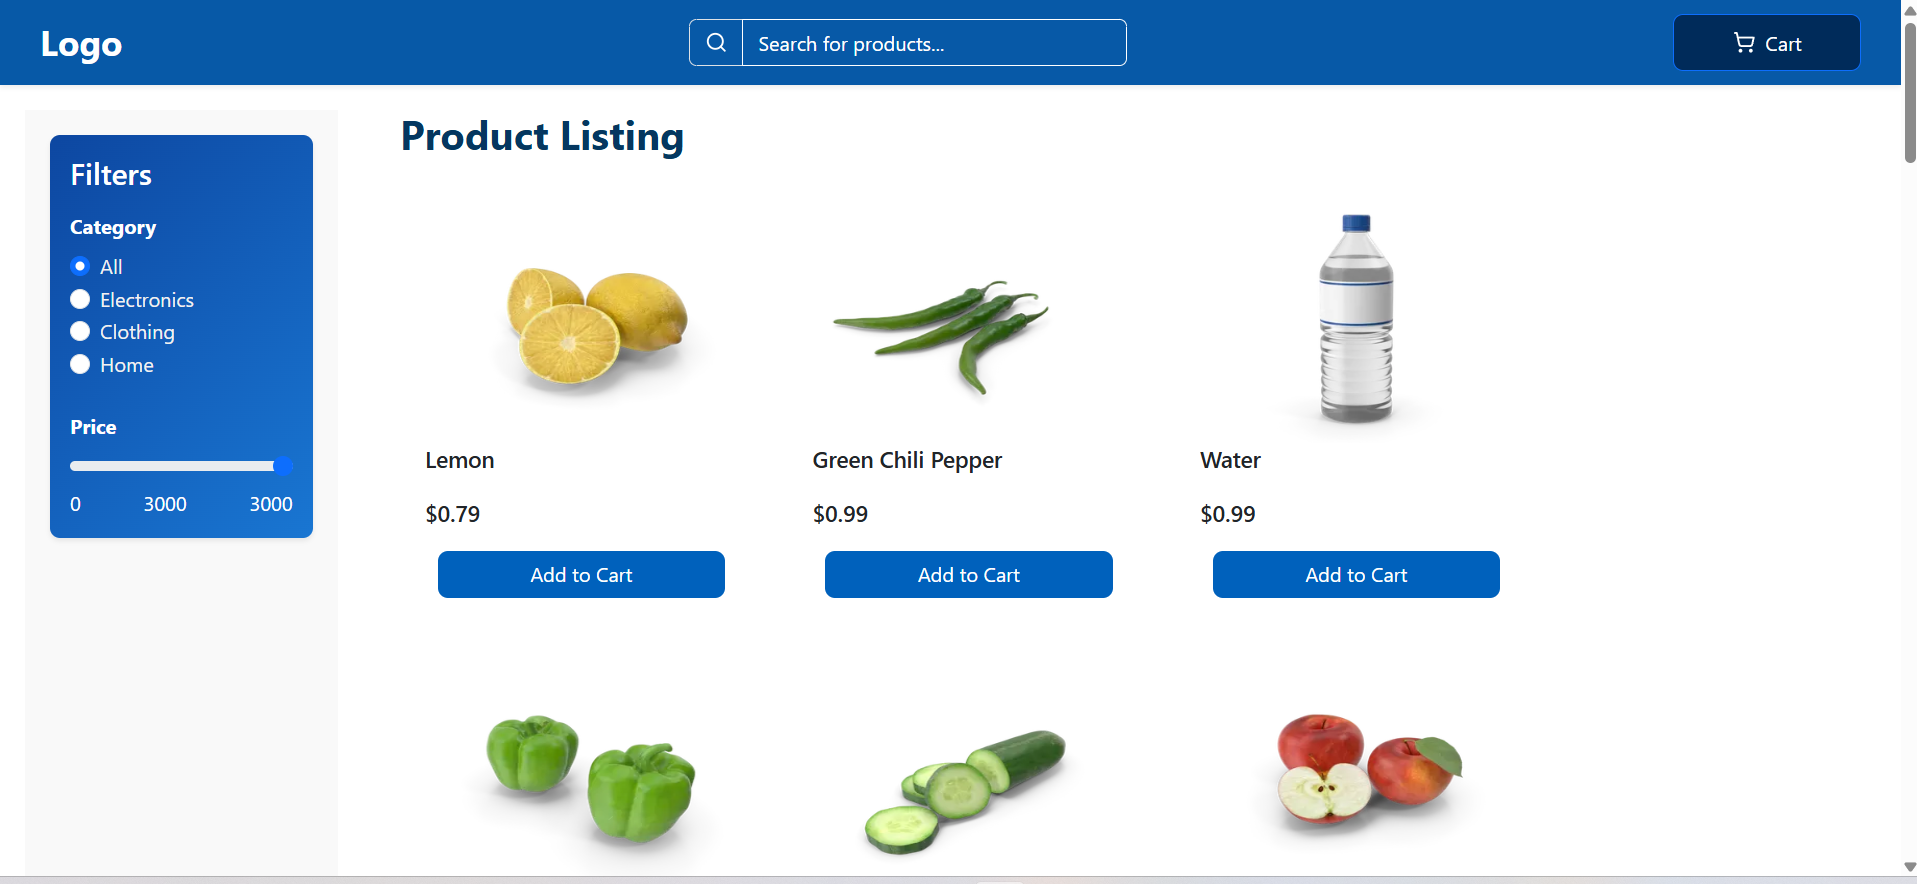 Logo
Search for products...
Cart
Filters
Category
All
Electronics
Clothing
Home
Price
0 3000 3000
Product Listing
Lemon
$0.79
Add to Cart
Green Chili Pepper
$0.99
Add to Cart
Water
$0.99
Add to Cart